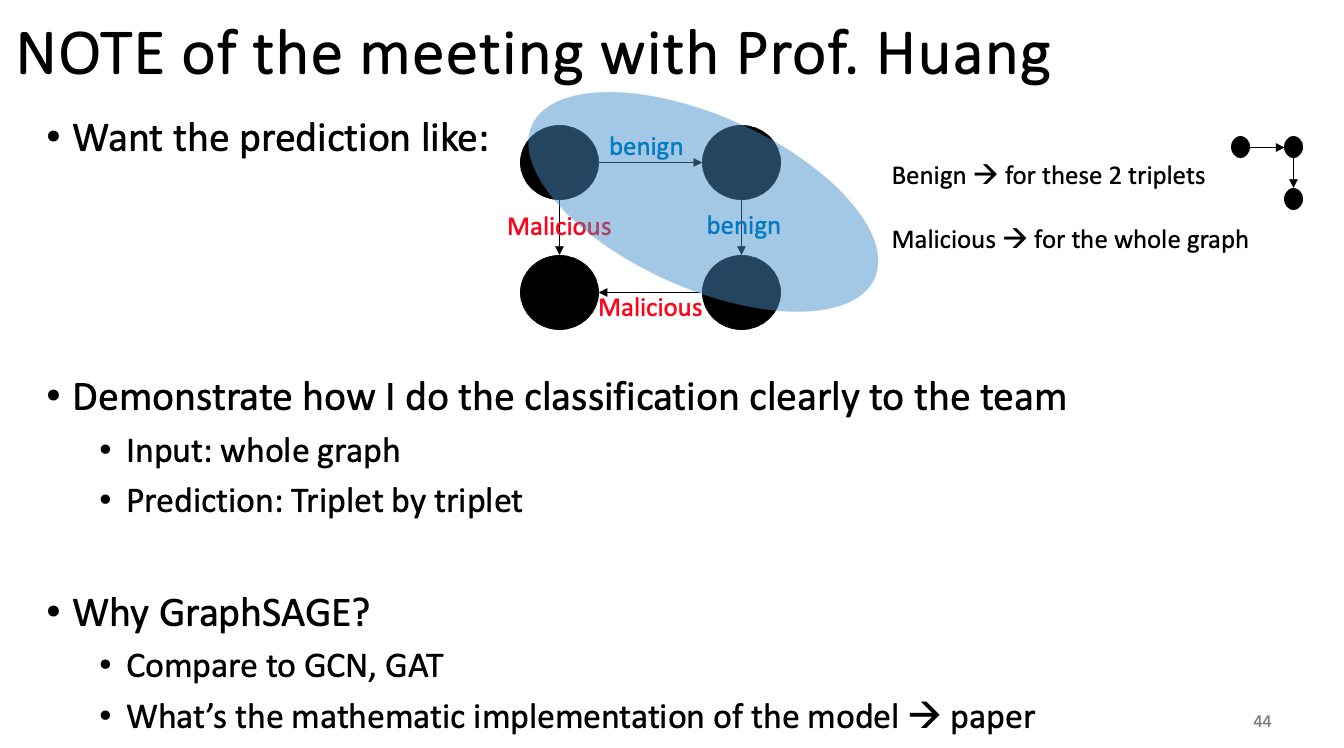 NOTE of the meeting with Prof. Huang
• Want the prediction like:
benign
Malicious
benign
Malicious
Benign → for these 2 triplets
Malicious → for the whole graph
• Demonstrate how I do the classification clearly to the team
• Input: whole graph
• Prediction: Triplet by triplet
• Why GraphSAGE?
• Compare to GCN, GAT
• What’s the mathematic implementation of the model → paper
44